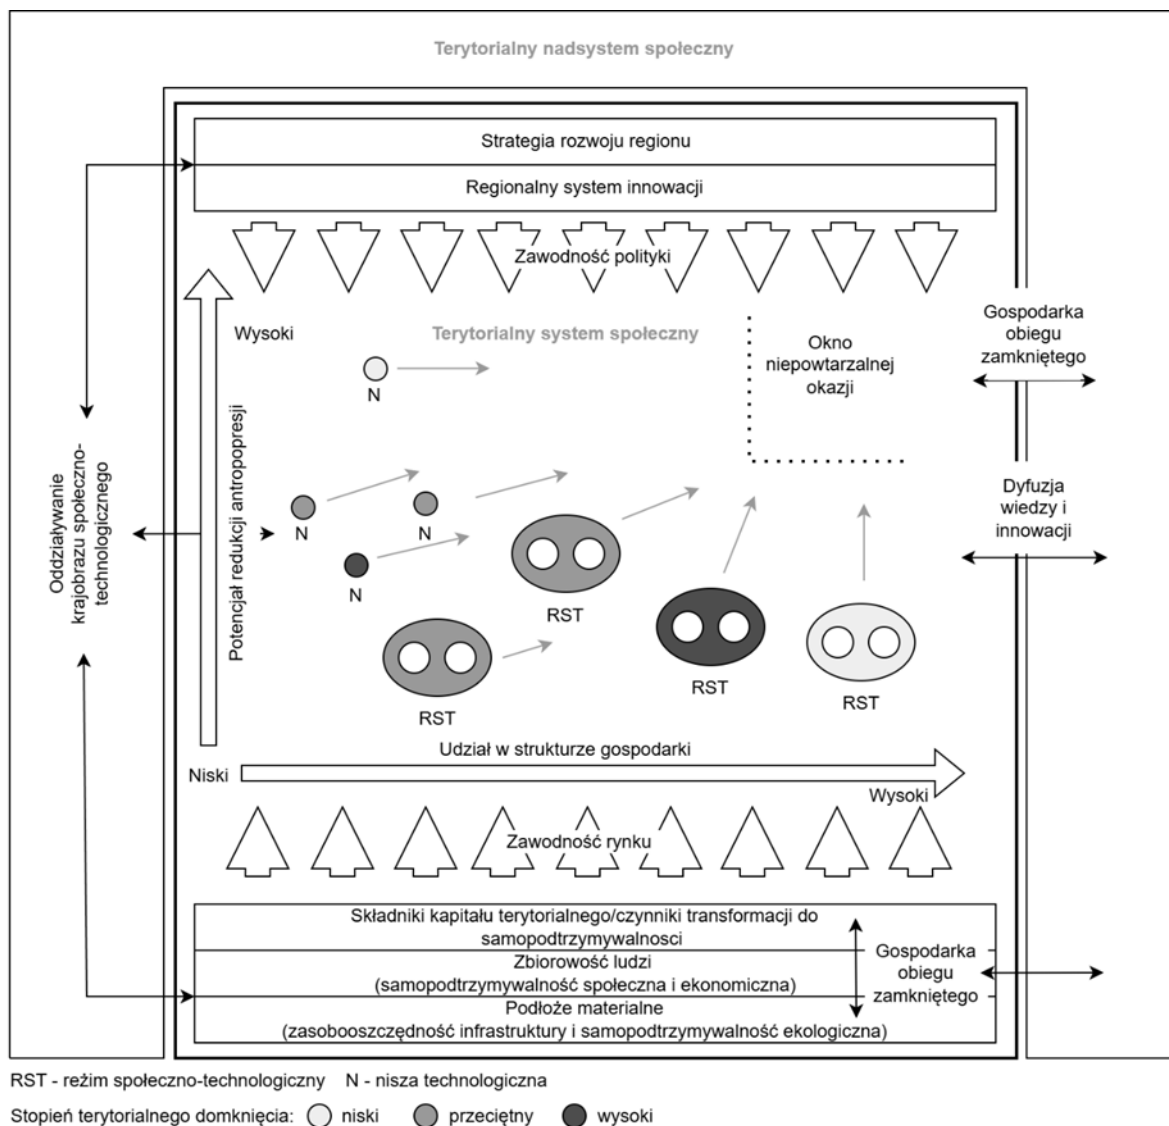 Terytorialny nadsystem społeczny
Strategia rozwoju regionu
Regionalny system innowacji
Zawodność polityki
Wysoki
Terytorialny system społeczny
Okno
niepowtarzalnej
okazji
Gospodarka
obiegu
zamkniętego
N
Potencjał redukcji antropopresji
Oddziaływanie
krajobrazu społeczno-
technologicznego
N
N
N
Dyfuzja
wiedzy i
innowacji
RST
RST
RST
RST
Udział w strukturze gospodarki
Niski
Wysoki
Zawodność rynku
Składniki kapitału terytorialnego/czynniki transformacji do
samopodtrzymywalnosci
Zbiorowość ludzi
(samopodtrzymywalność społeczna i ekonomiczna)
Podłoże materialne
(zasobooszczędność infrastruktury i samopodtrzymywalność ekologiczna)
Gospodarka
obiegu
zamkniętego
RST - reżim społeczno-technologiczny N - nisza technologiczna
Stopień terytorialnego domknięcia: niski przeciętny wysoki